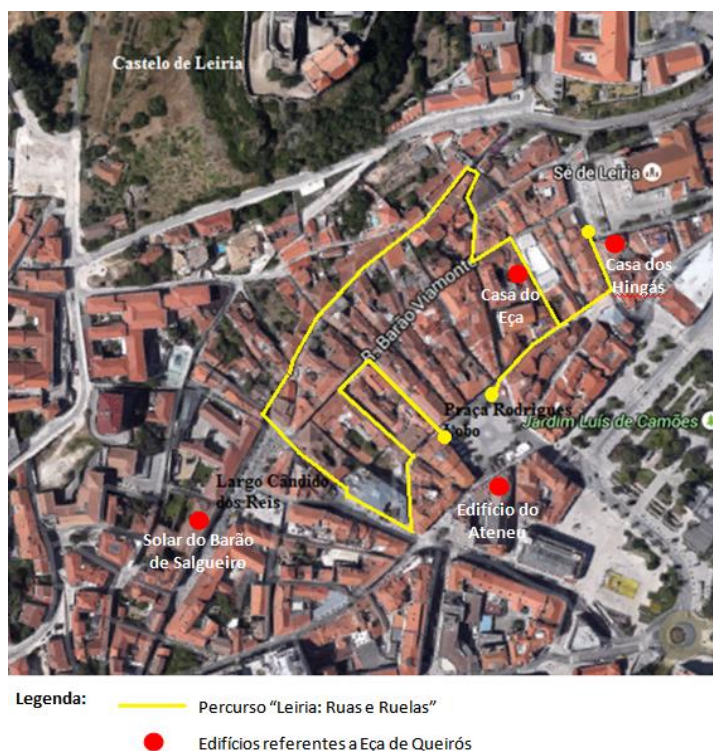 Castelo de Leiria
Sé de Leiria
Casa dos
Hingás
R. Barão Viamonte
Casa do
Eça
Praça Rodrigues
Lobo
Jardim Luís de Camões
Largo Cândido
dos Reis
Edifício do
Ateneu
Solar do Barão
de Salgueiro
Legenda:
Percurso "Leiria: Ruas e Ruelas"
Edifícios referentes a Eça de Queirós